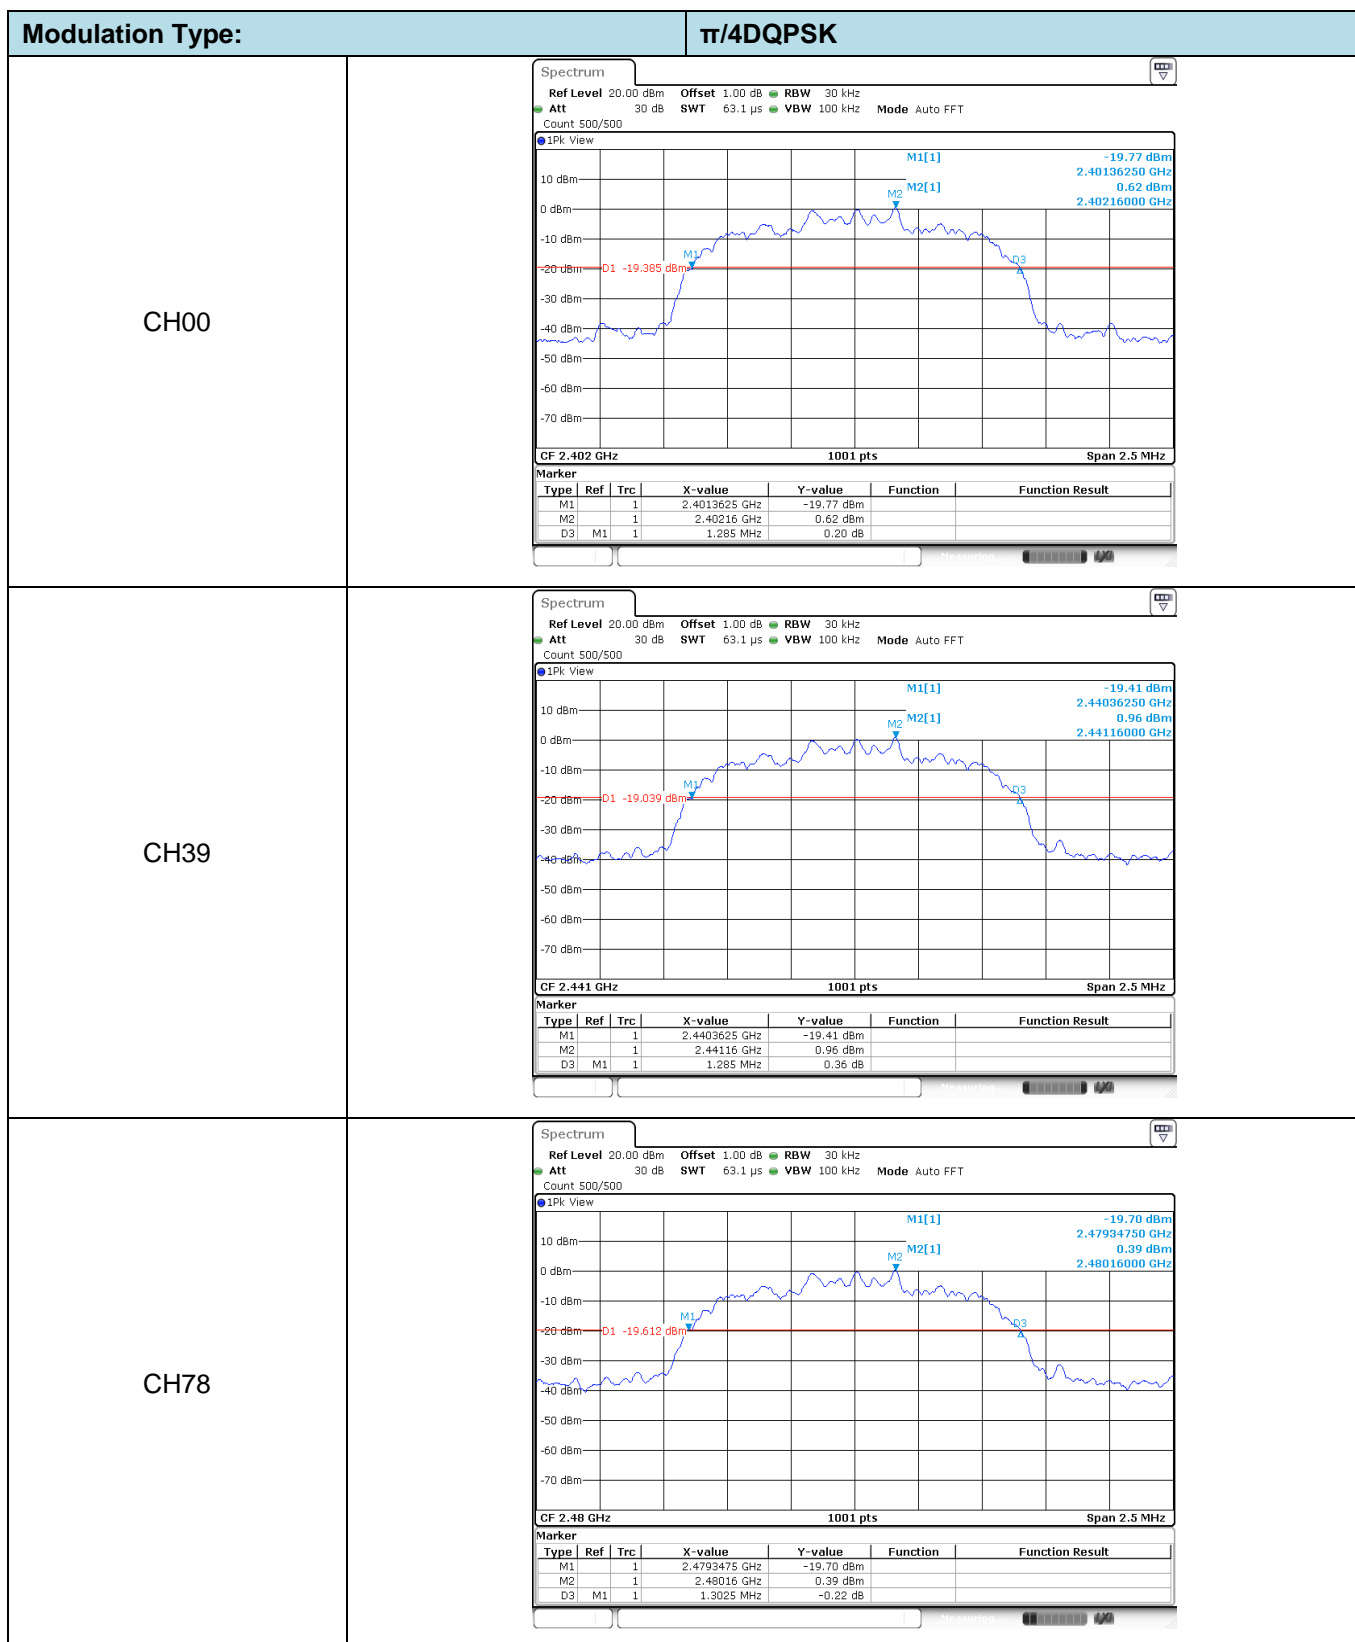 Modulation Type: π/4DQPSK
CH00
Spectrum
Ref Level 20.00 dBm Offset 1.00 dB RBW 30 kHz
Att 30 dB SWT 63.1 µs VBW 100 kHz Mode Auto FFT
Count 500/500
1Pk View
M1[1] -19.77 dBm
2.40136250 GHz
M2[1] 0.62 dBm
2.40216000 GHz
10 dBm
M2
0 dBm
-10 dBm
M1
D3
-20 dBm D1 -19.385 dBm
-30 dBm
-40 dBm
-50 dBm
-60 dBm
-70 dBm
CF 2.402 GHz 1001 pts Span 2.5 MHz
Marker
Type Ref Trc X-value Y-value Function Function Result
M1 1 2.4013625 GHz -19.77 dBm
M2 1 2.40216 GHz 0.62 dBm
D3 M1 1 1.285 MHz 0.20 dB
Measuring...
CH39
Spectrum
Ref Level 20.00 dBm Offset 1.00 dB RBW 30 kHz
Att 30 dB SWT 63.1 µs VBW 100 kHz Mode Auto FFT
Count 500/500
1Pk View
M1[1] -19.41 dBm
2.44036250 GHz
M2[1] 0.96 dBm
2.44116000 GHz
10 dBm
M2
0 dBm
-10 dBm
M1
D3
-20 dBm D1 -19.039 dBm
-30 dBm
-40 dBm
-50 dBm
-60 dBm
-70 dBm
CF 2.441 GHz 1001 pts Span 2.5 MHz
Marker
Type Ref Trc X-value Y-value Function Function Result
M1 1 2.4403625 GHz -19.41 dBm
M2 1 2.44116 GHz 0.96 dBm
D3 M1 1 1.285 MHz 0.36 dB
Measuring...
CH78
Spectrum
Ref Level 20.00 dBm Offset 1.00 dB RBW 30 kHz
Att 30 dB SWT 63.1 µs VBW 100 kHz Mode Auto FFT
Count 500/500
1Pk View
M1[1] -19.70 dBm
2.47934750 GHz
M2[1] 0.39 dBm
2.48016000 GHz
10 dBm
M2
0 dBm
-10 dBm
M1
D3
-20 dBm D1 -19.612 dBm
-30 dBm
-40 dBm
-50 dBm
-60 dBm
-70 dBm
CF 2.48 GHz 1001 pts Span 2.5 MHz
Marker
Type Ref Trc X-value Y-value Function Function Result
M1 1 2.4793475 GHz -19.70 dBm
M2 1 2.48016 GHz 0.39 dBm
D3 M1 1 1.3025 MHz -0.22 dB
Measuring...